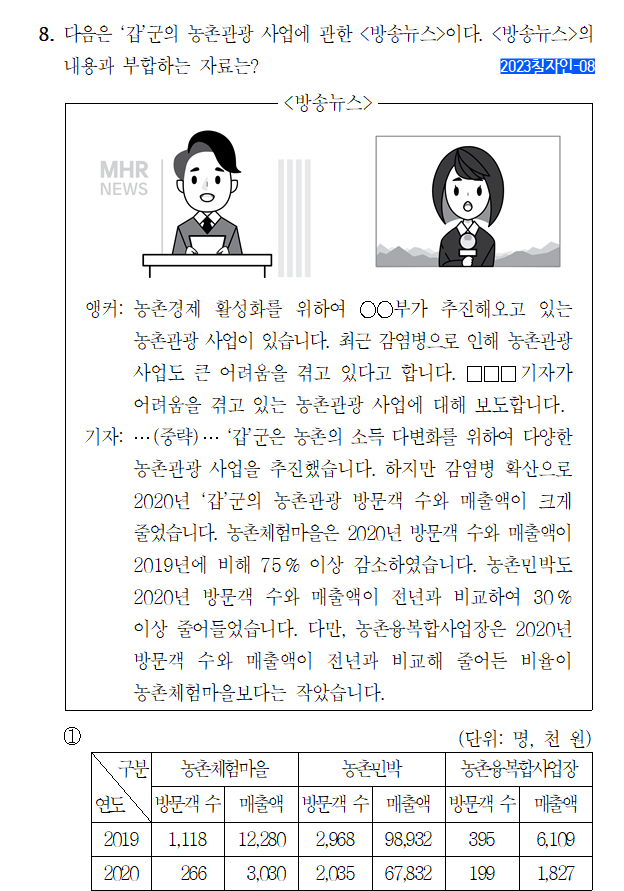 8. 다음은 ‘갑’군의 농촌관광 사업에 관한 <방송뉴스>이다. <방송뉴스>의
내용과 부합하는 자료는?
2023칠자인-08
<방송뉴스>
MHR
NEWS
앵커: 농촌경제 활성화를 위하여 ○○부가 추진해오고 있는
농촌관광 사업이 있습니다. 최근 감염병으로 인해 농촌관광
사업도 큰 어려움을 겪고 있다고 합니다. □□□기자가
어려움을 겪고 있는 농촌관광 사업에 대해 보도합니다.
기자: …(중략)… ‘갑’군은 농촌의 소득 다변화를 위하여 다양한
농촌관광 사업을 추진했습니다. 하지만 감염병 확산으로
2020년 ‘갑’군의 농촌관광 방문객 수와 매출액이 크게
줄었습니다. 농촌체험마을은 2020년 방문객 수와 매출액이
2019년에 비해 75% 이상 감소하였습니다. 농촌민박도
2020년 방문객 수와 매출액이 전년과 비교하여 30%
이상 줄어들었습니다. 다만, 농촌융복합사업장은 2020년
방문객 수와 매출액이 전년과 비교해 줄어든 비율이
농촌체험마을보다는 작았습니다.
① (단위: 명, 천 원)
구분 농촌체험마을 농촌민박 농촌융복합사업장
연도 방문객 수 매출액 방문객 수 매출액 방문객 수 매출액
2019 1,118 12,280 2,968 98,932 395 6,109
2020 266 3,030 2,035 67,832 199 1,827